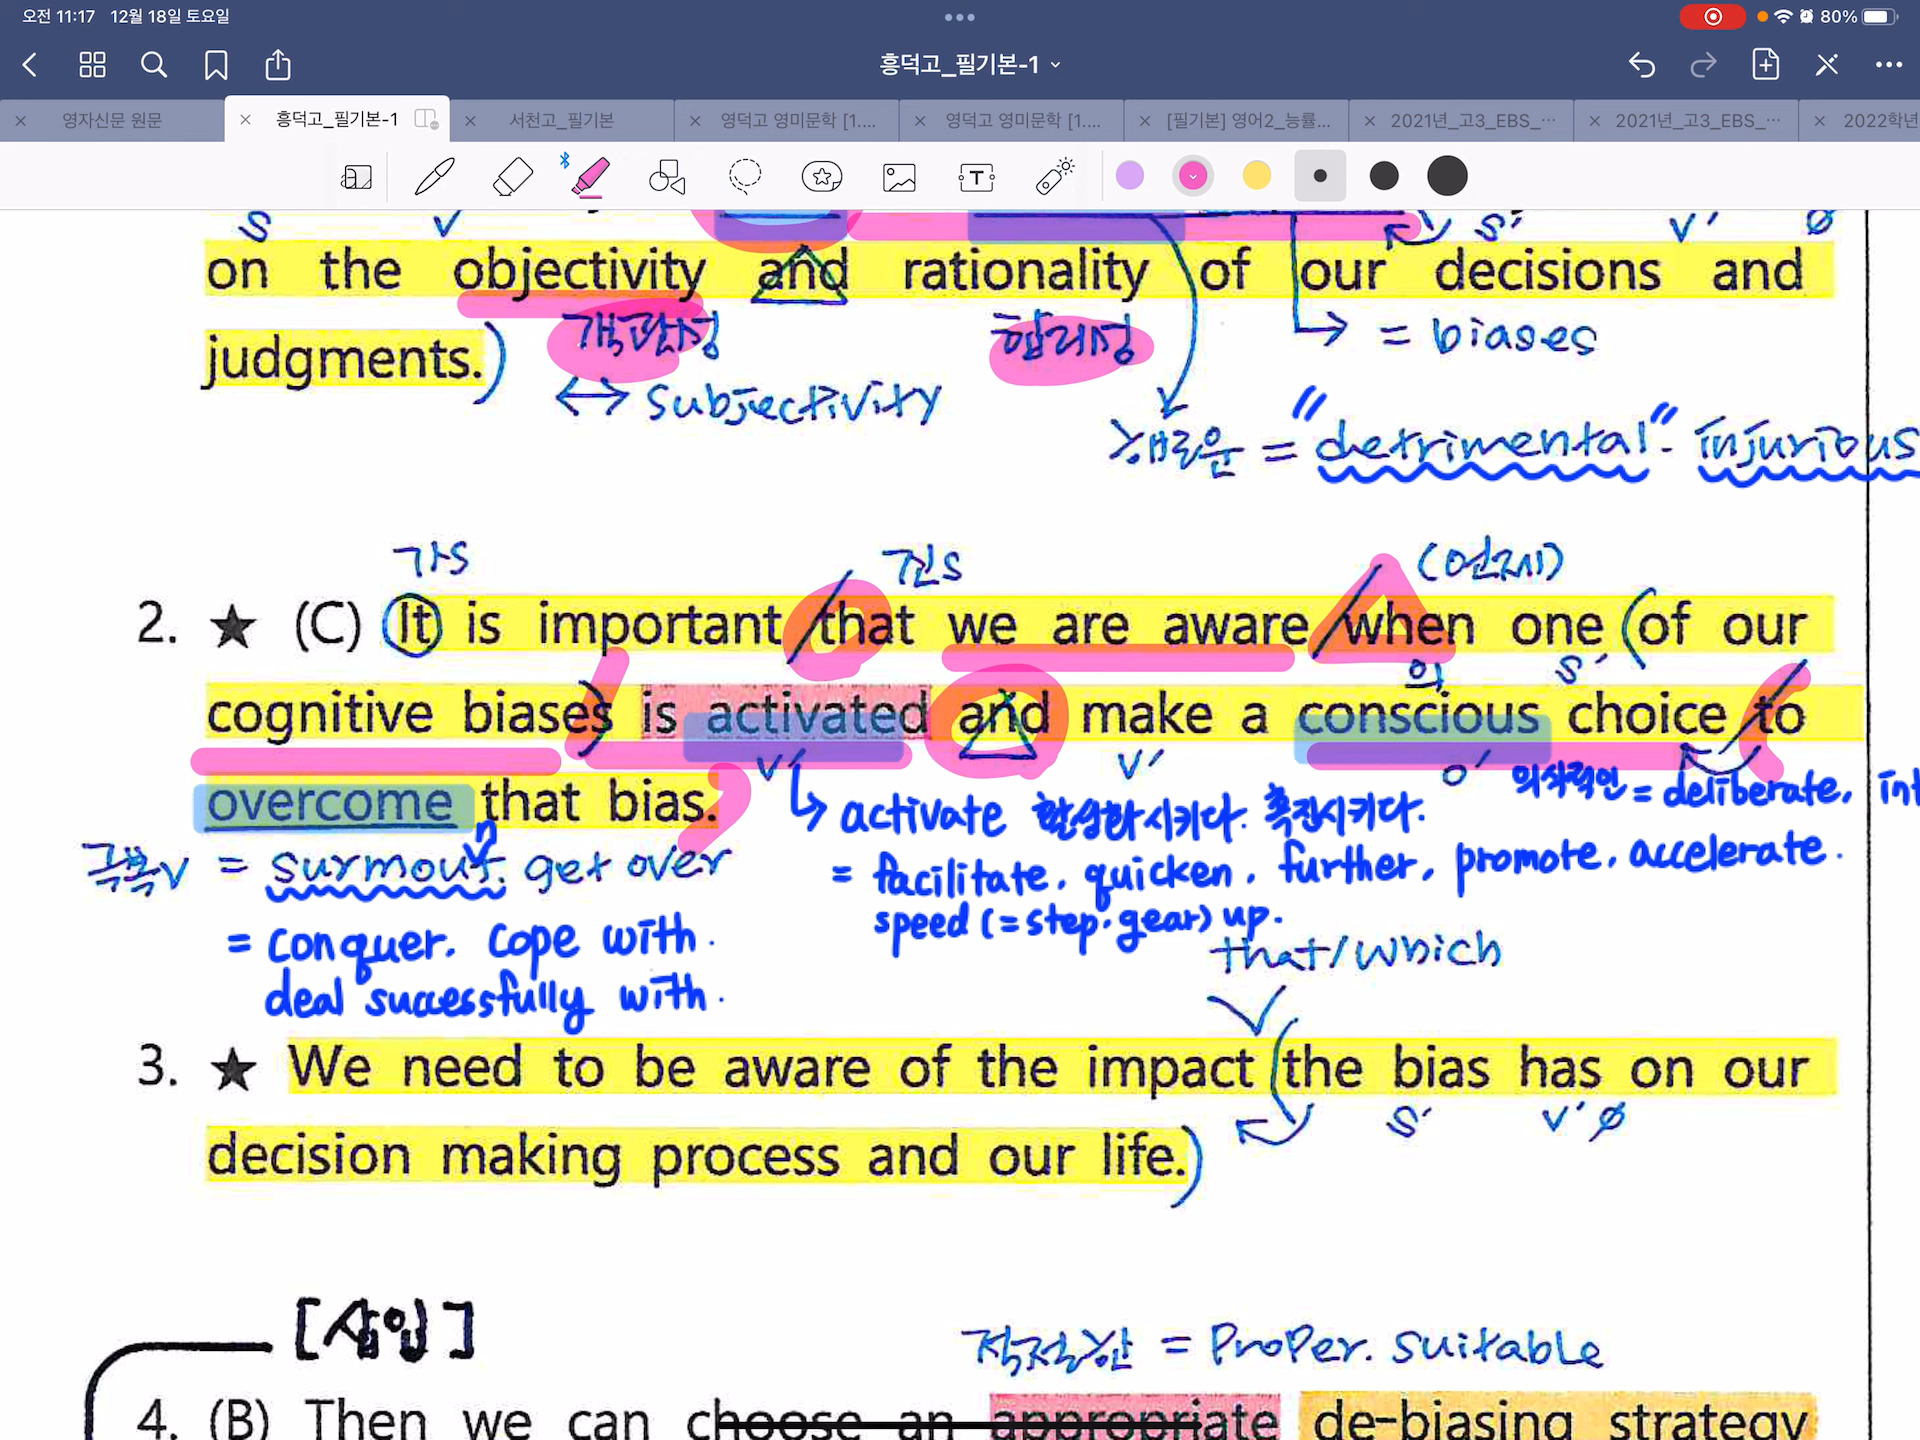 오전 11:17 12월 18일 토요일
80%
흥덕고_필기본-1
영자신문 원문
흥덕고_필기본-1
서천고_필기본
영덕고 영미문학 [1....
영덕고 영미문학 [1....
[필기본] 영어2_능률...
2021년_고3_EBS_...
2021년_고3_EBS_...
2022학년
S V S' V' ∅
on the objectivity and rationality of our decisions and
객관성 합리성 = biases
judgments.)
↔ subjectivity
해로운 = "detrimental". injurious
가S 진S (언제)
2. ★ (C) (It is important / that we are aware / when one (of our
S' 의
cognitive biases) is activated and make a conscious choice / to
V' V' O' 의식적인 = deliberate, int
overcome that bias.
activate 활성화시키다. 촉진시키다.
극복V = surmount. get over
= facilitate. quicken. further. promote. accelerate.
speed (=step.gear) up.
= conquer. cope with.
deal successfully with.
that/which
3. ★ We need to be aware of the impact (the bias has on our
S' V' ∅
decision making process and our life.)
[삽입]
적절한 = proper. suitable
4. (B) Then we can choose an appropriate de-biasing strategy